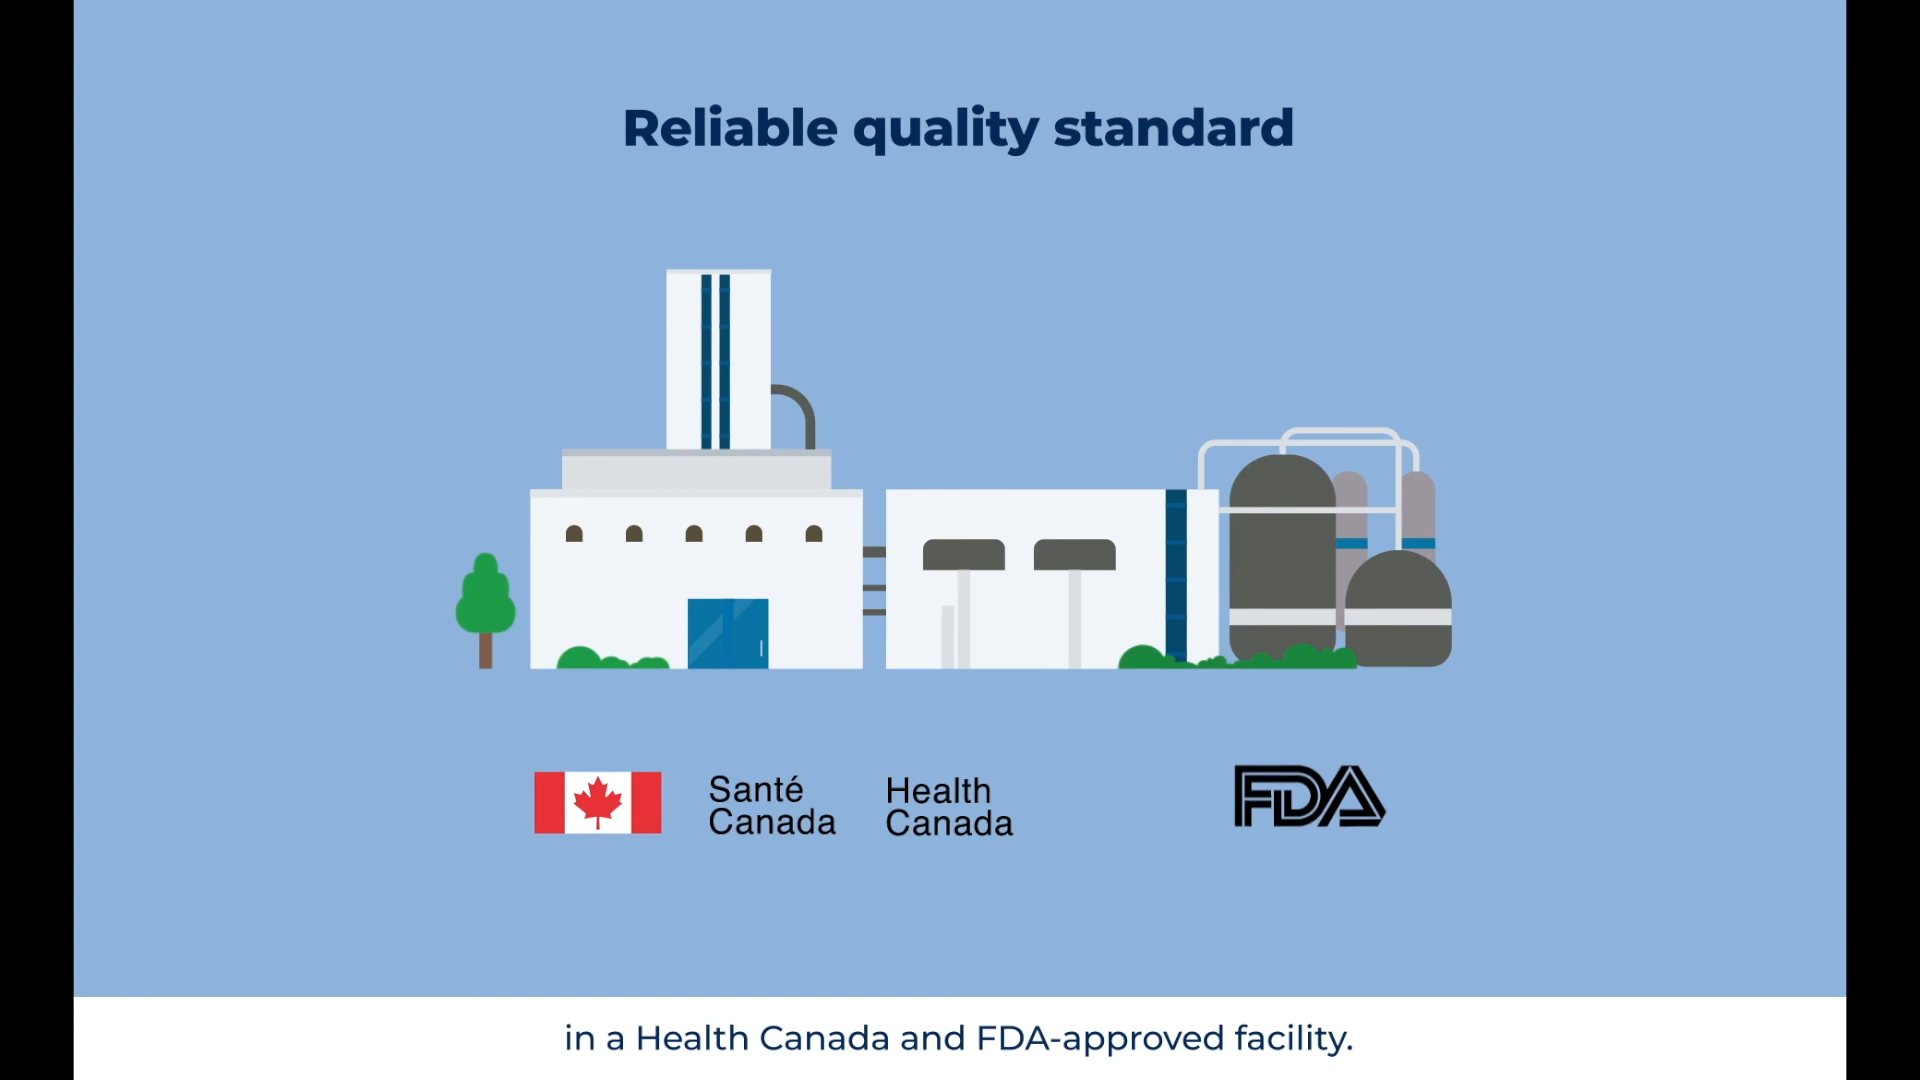 Reliable quality standard
Santé
Canada
Health
Canada
FDA
in a Health Canada and FDA-approved facility.